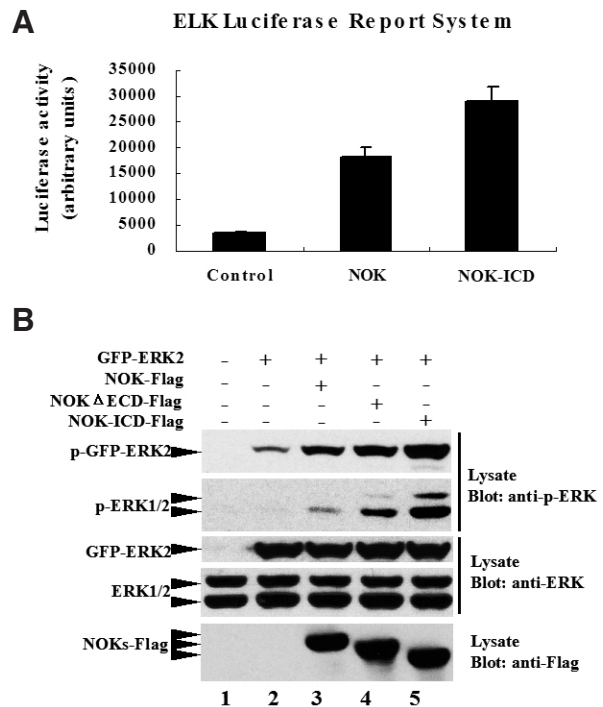 A
ELK Luciferase Report System
Luciferase activity
(arbitrary units)
35000
30000
25000
20000
15000
10000
5000
0
Control NOK NOK-ICD
B
GFP-ERK2 - + + + +
NOK-Flag - - + - -
NOK Δ ECD-Flag - - - + -
NOK-ICD-Flag - - - - +
p-GFP-ERK2
p-ERK1/2
Lysate
Blot: anti-p-ERK
GFP-ERK2
ERK1/2
Lysate
Blot: anti-ERK
NOKs-Flag
Lysate
Blot: anti-Flag
1 2 3 4 5